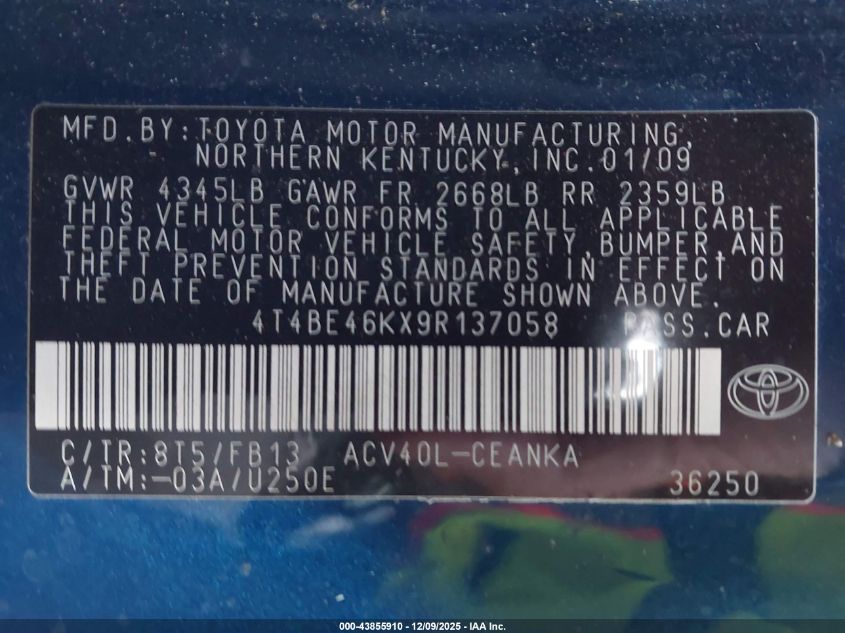 MFD.BY:TOYOTA MOTOR MANUFACTURING,
NORTHERN KENTUCKY,INC.01/09
GVWR 4345LB GAWR FR 2668LB RR 2359LB
THIS VEHICLE CONFORMS TO ALL APPLICABLE
FEDERAL MOTOR VEHICLE SAFETY,BUMPER,AND
THEFT PREVENTION STANDARDS IN EFFECT ON
THE DATE OF MANUFACTURE SHOWN ABOVE.
4T4BE46KX9R137058 PASS.CAR
C/TR:8T5/FB13 ACV40L-CEANKA
A/TM:-03A/U250E 36250
000-43855910 - 12/09/2025 - IAA Inc.